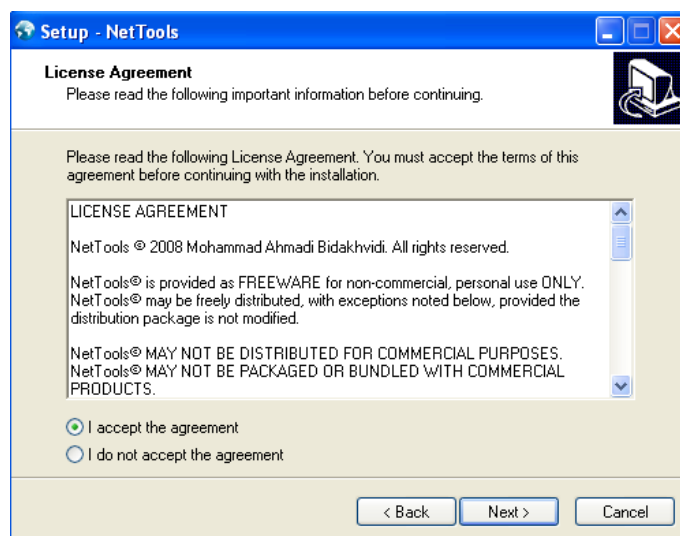 Setup - NetTools
License Agreement
Please read the following important information before continuing.
Please read the following License Agreement. You must accept the terms of this
agreement before continuing with the installation.
LICENSE AGREEMENT
NetTools © 2008 Mohammad Ahmadi Bidakhvidi. All rights reserved.
NetTools© is provided as FREEWARE for non-commercial, personal use ONLY.
NetTools© may be freely distributed, with exceptions noted below, provided the
distribution package is not modified.
NetTools© MAY NOT BE DISTRIBUTED FOR COMMERCIAL PURPOSES.
NetTools© MAY NOT BE PACKAGED OR BUNDLED WITH COMMERCIAL
PRODUCTS.
I accept the agreement
I do not accept the agreement
< Back Next > Cancel